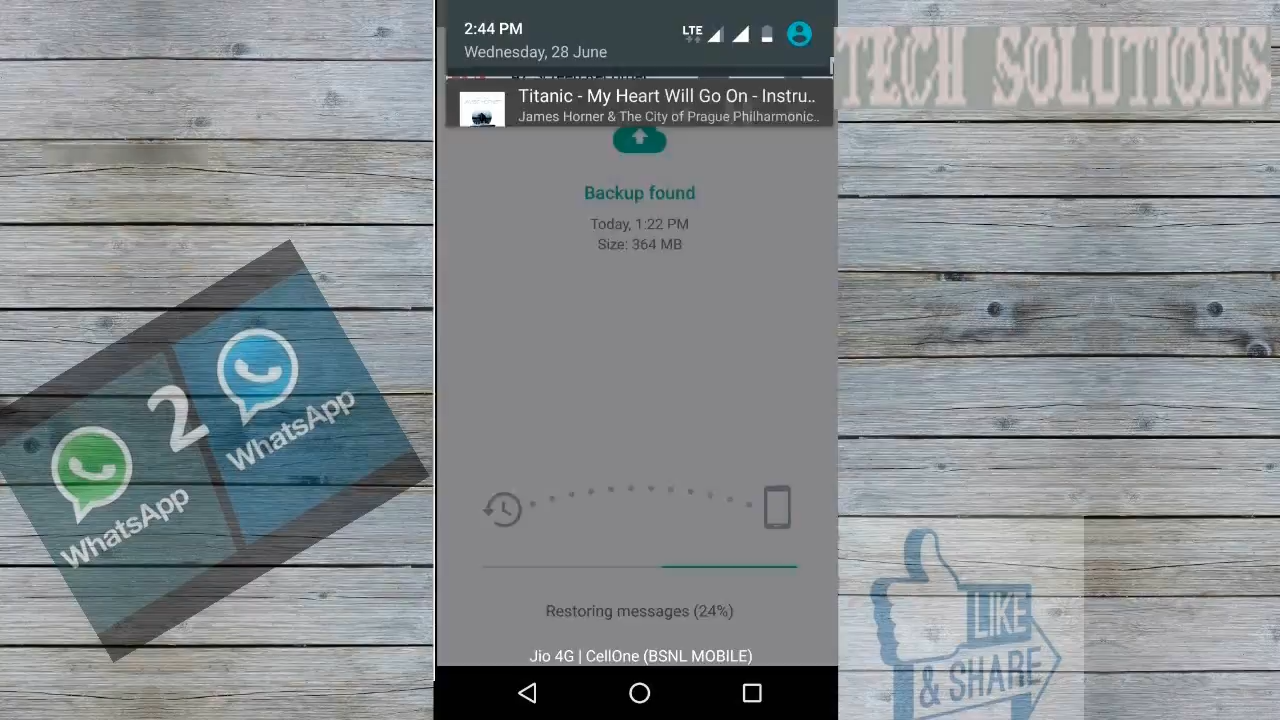 2:44 PM
LTE
Wednesday, 28 June
TECH SOLUTIONS
Titanic - My Heart Will Go On - Instru..
James Horner & The City of Prague Philharmonic..
Backup found
Today, 1:22 PM
Size: 364 MB
WhatsApp
2
WhatsApp
Restoring messages (24%)
Jio 4G | CellOne (BSNL MOBILE)
LIKE
& SHARE